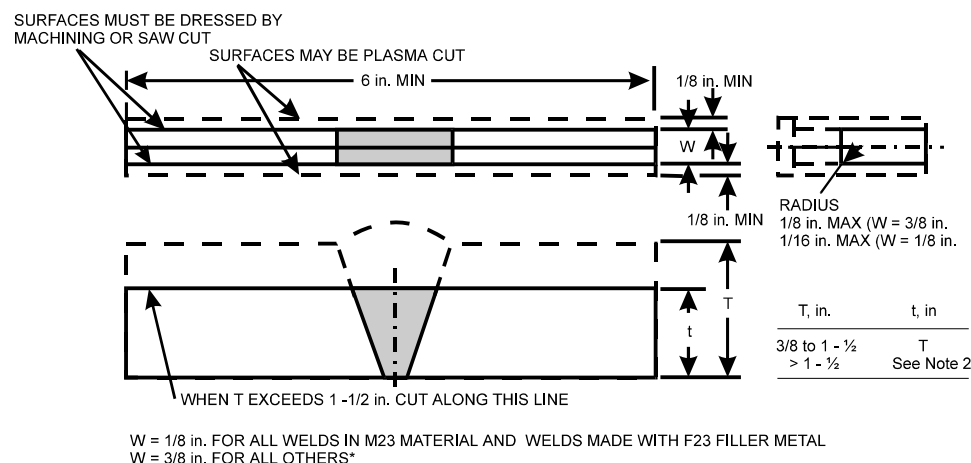 SURFACES MUST BE DRESSED BY
MACHINING OR SAW CUT
SURFACES MAY BE PLASMA CUT
6 in. MIN
1/8 in. MIN
W
1/8 in. MIN
RADIUS
1/8 in. MAX (W = 3/8 in.
1/16 in. MAX (W = 1/8 in.
T
t
T, in. t, in
3/8 to 1 - ½ T
> 1 - ½ See Note 2
WHEN T EXCEEDS 1 -1/2 in. CUT ALONG THIS LINE
W = 1/8 in. FOR ALL WELDS IN M23 MATERIAL AND WELDS MADE WITH F23 FILLER METAL
W = 3/8 in. FOR ALL OTHERS*